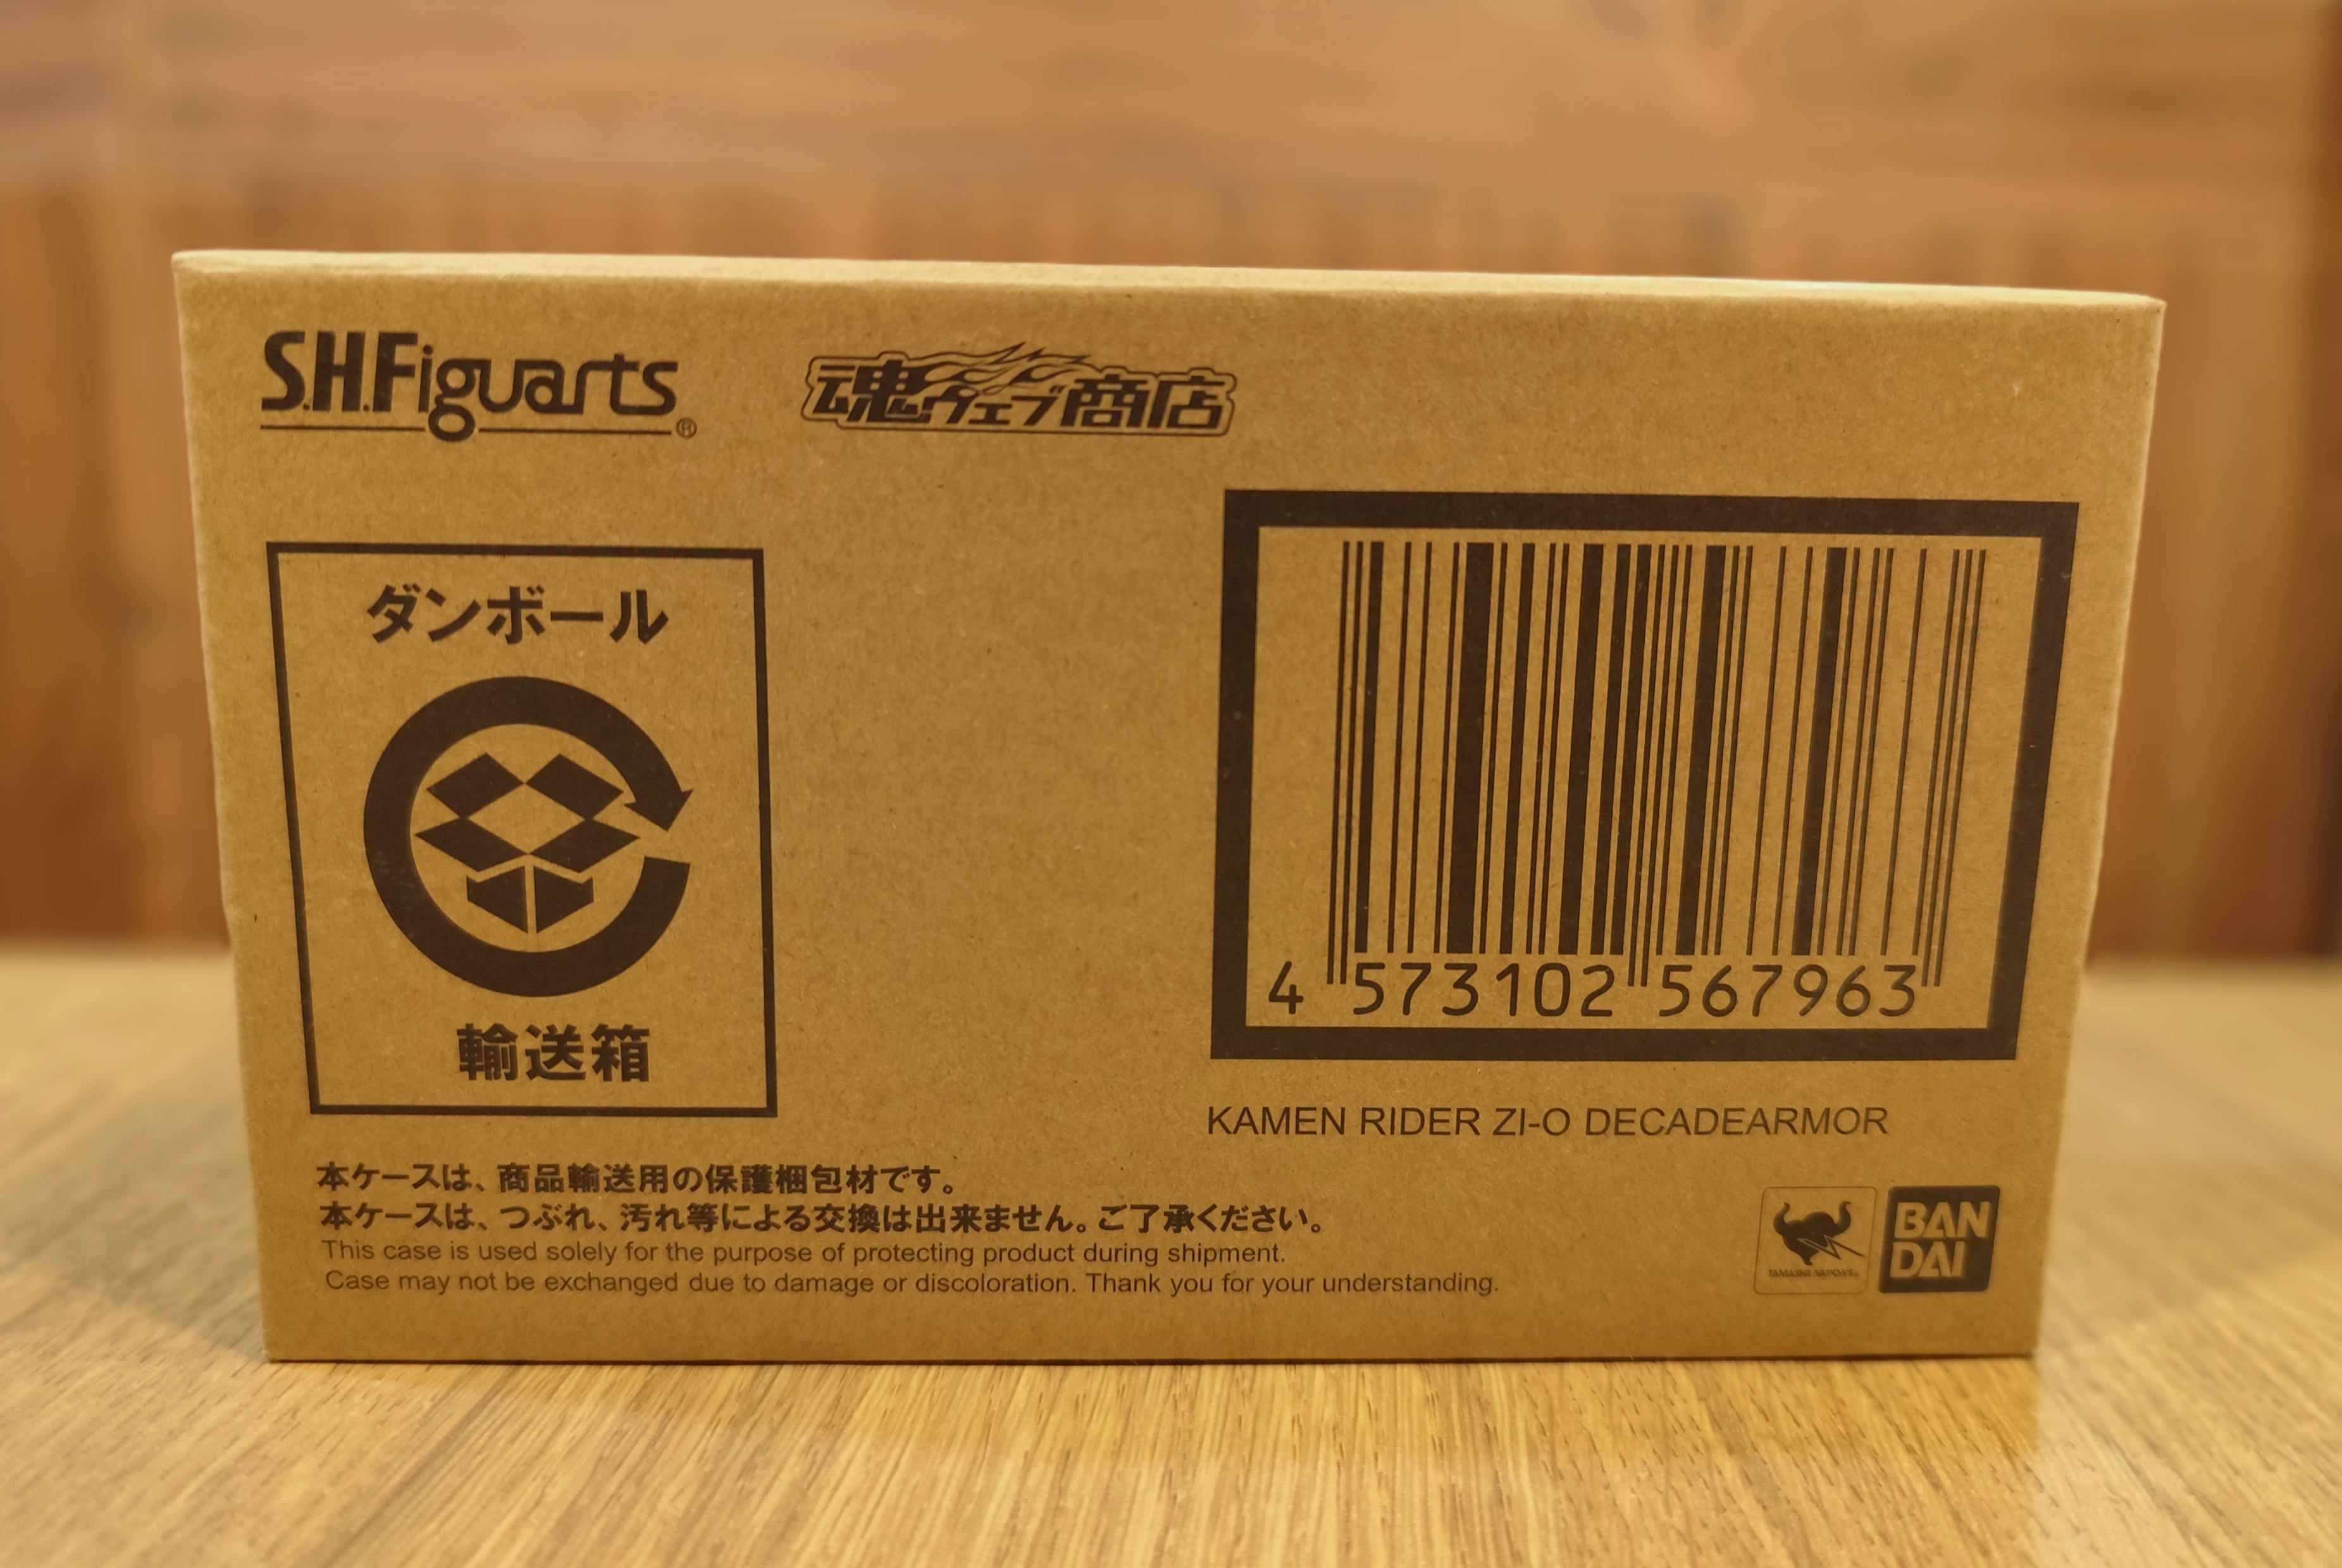 S.H.Figuarts®
魂ウェブ商店
ダンボール
輸送箱
4 573102 567963
KAMEN RIDER ZI-O DECADEARMOR
本ケースは、商品輸送用の保護梱包材です。
本ケースは、つぶれ、汚れ等による交換は出来ません。ご了承ください。
This case is used solely for the purpose of protecting product during shipment.
Case may not be exchanged due to damage or discoloration. Thank you for your understanding.
TAMASHII NATIONS
BAN
DAI